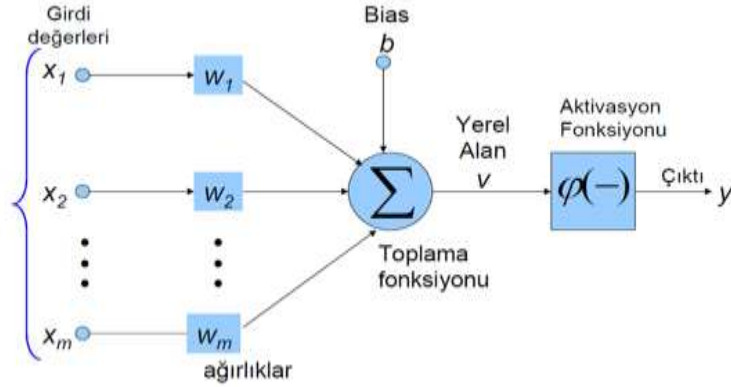 Girdi
değerleri
x1
w1
Bias
b
x2
w2
∑
Toplama
fonksiyonu
Yerel
Alan
v
Aktivasyon
Fonksiyonu
φ(−)
Çıktı
y
xm
wm
ağırlıklar